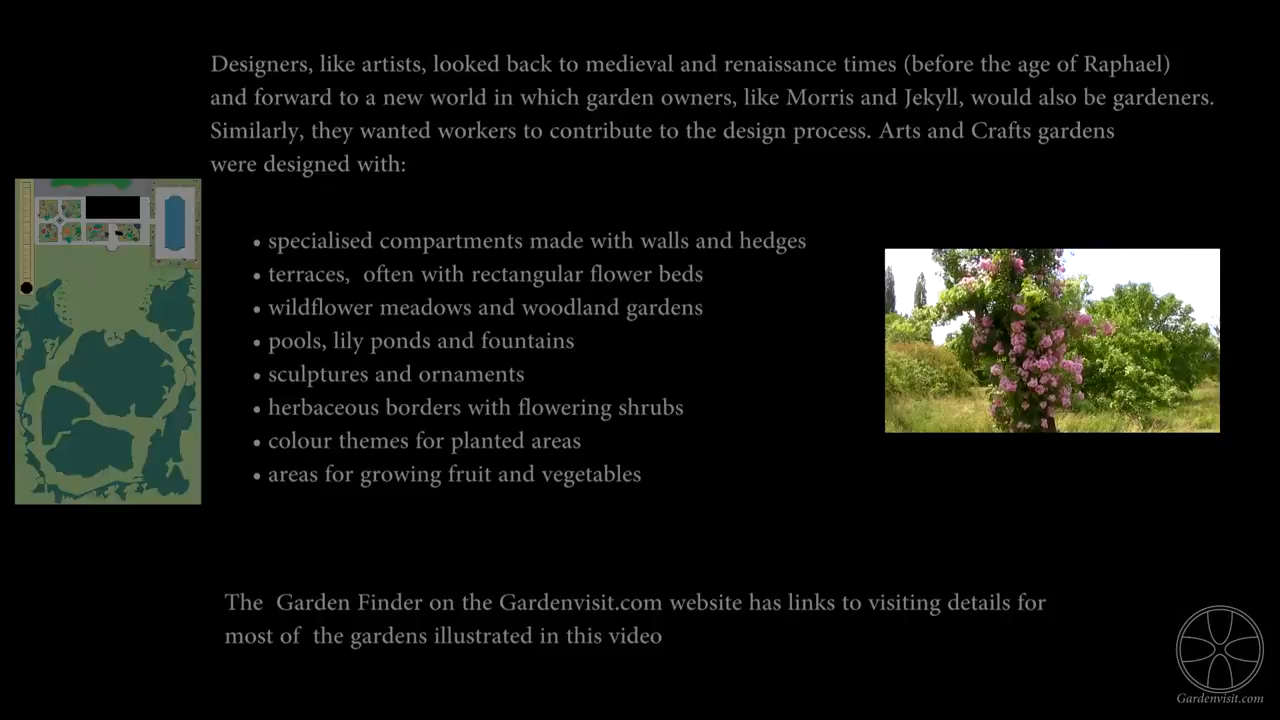 Designers, like artists, looked back to medieval and renaissance times (before the age of Raphael)
and forward to a new world in which garden owners, like Morris and Jekyll, would also be gardeners.
Similarly, they wanted workers to contribute to the design process. Arts and Crafts gardens
were designed with:
• specialised compartments made with walls and hedges
• terraces,  often with rectangular flower beds
• wildflower meadows and woodland gardens
• pools, lily ponds and fountains
• sculptures and ornaments
• herbaceous borders with flowering shrubs
• colour themes for planted areas
• areas for growing fruit and vegetables
The  Garden Finder on the Gardenvisit.com website has links to visiting details for
most of  the gardens illustrated in this video
Gardenvisit.com